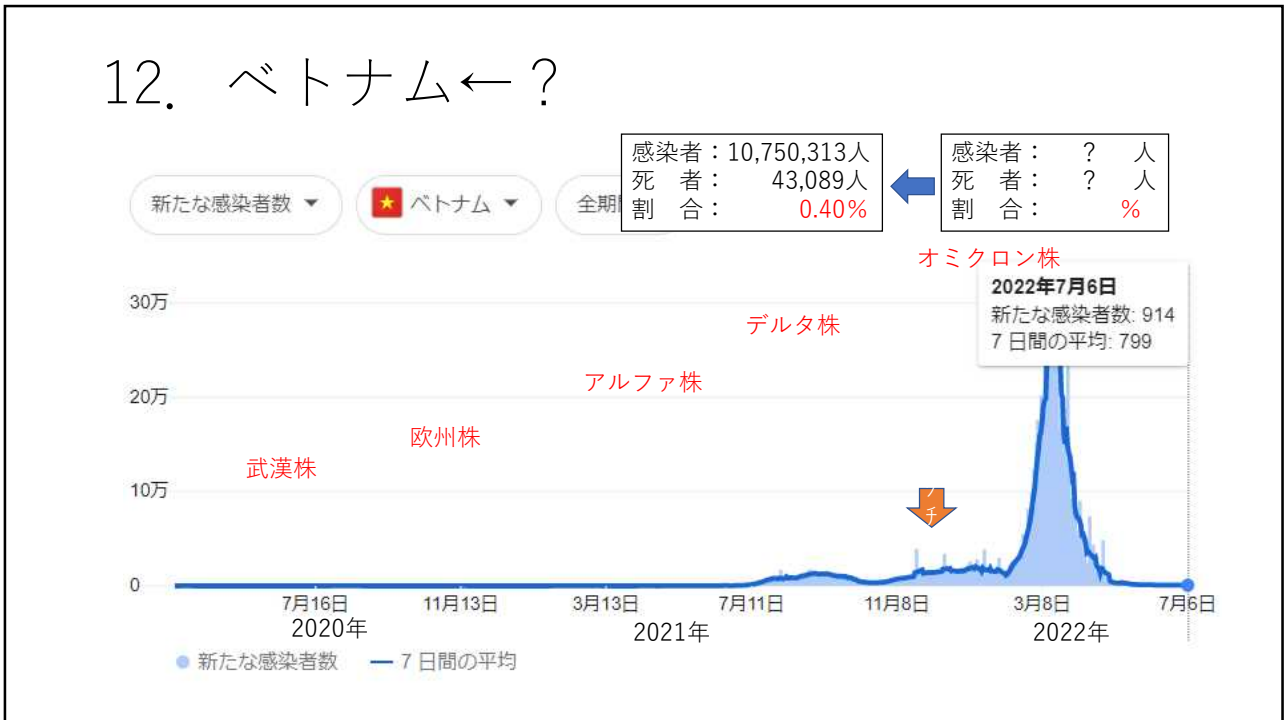 12. ベトナム←？
感染者：10,750,313人
死　者：　43,089人
割　合：　0.40%
感染者：　？　人
死　者：　？　人
割　合：　　%
新たな感染者数
ベトナム
全期
オミクロン株
2022年7月6日
新たな感染者数: 914
7 日間の平均: 799
デルタ株
アルファ株
欧州株
武漢株
30万
20万
10万
0
チ
7月16日
11月13日
3月13日
7月11日
11月8日
3月8日
7月6日
2020年
2021年
2022年
新たな感染者数
7 日間の平均